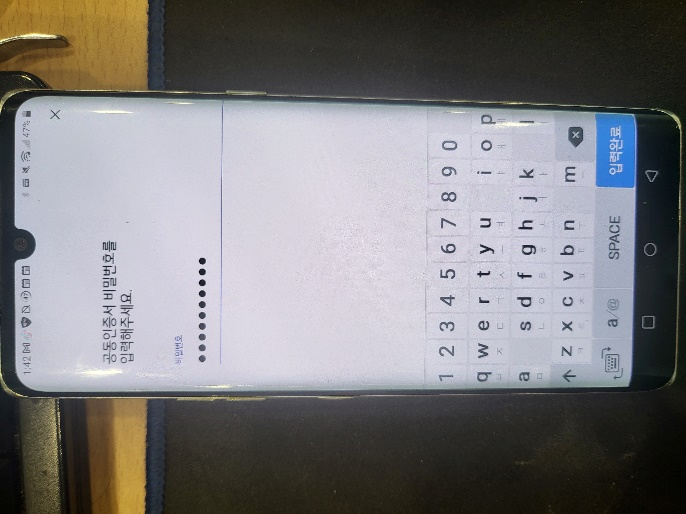 1:42
47%
공동인증서 비밀번호를
입력해주세요.
비밀번호
1 2 3 4 5 6 7 8 9 0
q w e r t y u i o p
a s d f g h j k l
z x c v b n m
a/@ SPACE 입력완료